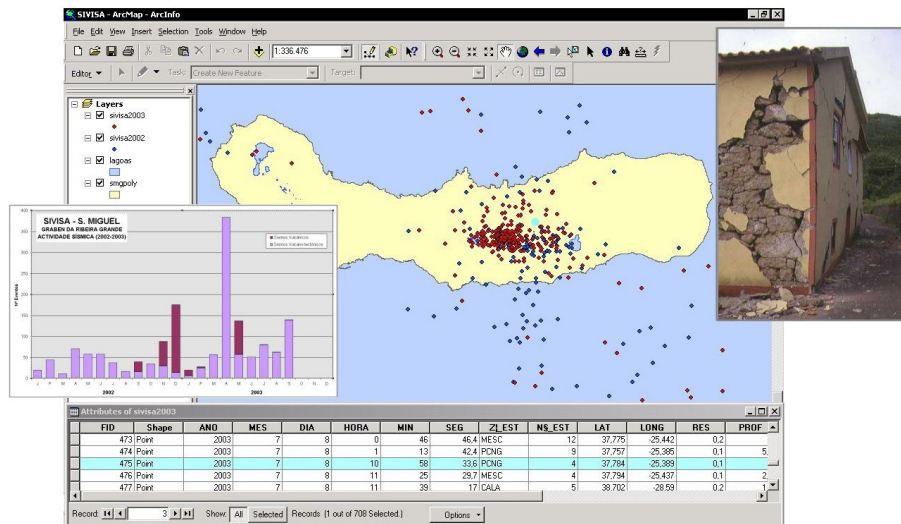 SIVISA - ArcMap - ArcInfo
File Edit View Insert Selection Tools Window Help
1:336.476
Editor Task: Create New Feature Target:
Layers
sivisa2003
sivisa2002
lagoas
smgpoly
SIVISA - S. MIGUEL
GRABEN DA RIBEIRA GRANDE
ACTIVIDADE SÍSMICA (2002-2003)
J F M A M J J A S O N D J F M A M J J A S O N D
2002 2003
Attributes of sivisa2003
FID Shape ANO MES DIA HORA MIN SEG Z1_EST N$_EST LAT LONG RES PROF
473 Point 2003 7 8 0 46 46,4 MESC 12 37,775 -25,442 0,2
474 Point 2003 7 8 1 13 42,4 PCNG 9 37,757 -25,385 0,1 5,
475 Point 2003 7 8 10 58 33,6 PCNG 4 37,784 -25,389 0,1
476 Point 2003 7 8 11 25 29,7 MESC 4 37,794 -25,437 0,1 2,
477 Point 2003 7 8 11 39 17 CALA 5 38,702 -28,59 0,2 1
Record: 3 Show: All Selected Records (1 out of 708 Selected.) Options